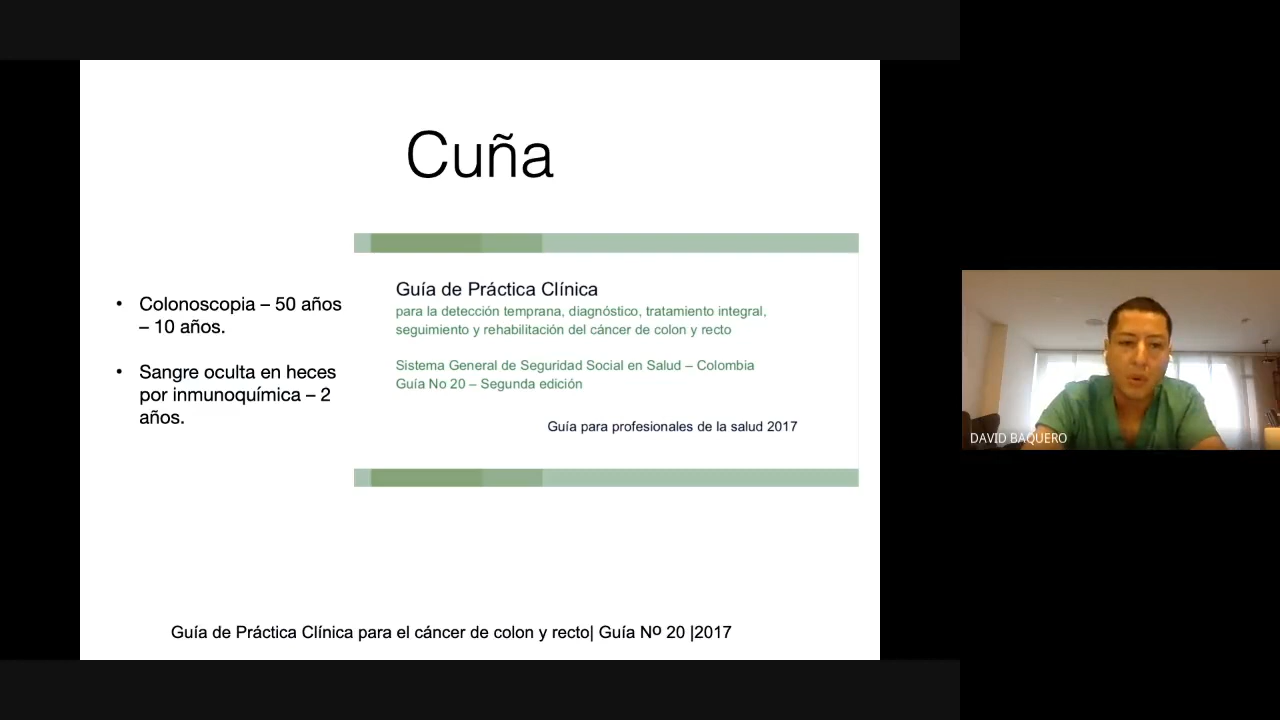 Cuña
• Colonoscopia – 50 años
– 10 años.
• Sangre oculta en heces
por inmunoquímica – 2
años.
Guía de Práctica Clínica
para la detección temprana, diagnóstico, tratamiento integral,
seguimiento y rehabilitación del cáncer de colon y recto
Sistema General de Seguridad Social en Salud – Colombia
Guía No 20 – Segunda edición
Guía para profesionales de la salud 2017
Guía de Práctica Clínica para el cáncer de colon y recto| Guía Nº 20 |2017
DAVID BAQUERO